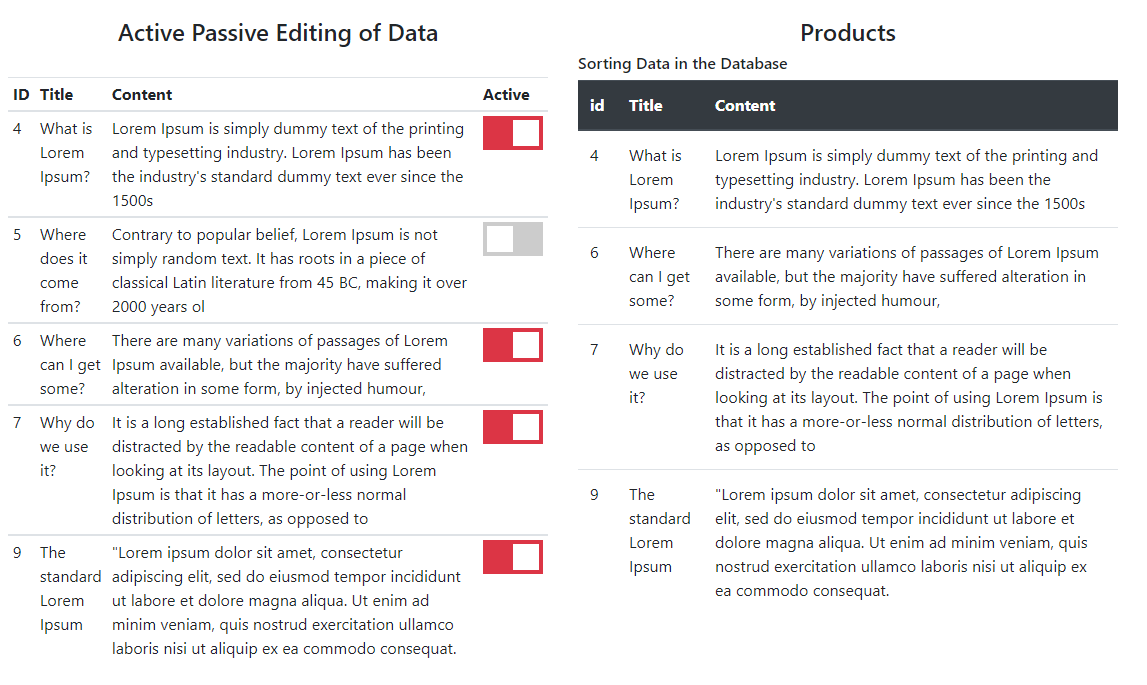 Active Passive Editing of Data
ID Title Content Active
4 What is Lorem Ipsum is simply dummy text of the printing
Lorem and typesetting industry. Lorem Ipsum has been
Ipsum? the industry's standard dummy text ever since the
1500s
5 Where Contrary to popular belief, Lorem Ipsum is not
does it simply random text. It has roots in a piece of
come classical Latin literature from 45 BC, making it over
from? 2000 years ol
6 Where There are many variations of passages of Lorem
can I get Ipsum available, but the majority have suffered
some? alteration in some form, by injected humour,
7 Why do It is a long established fact that a reader will be
we use distracted by the readable content of a page when
it? looking at its layout. The point of using Lorem
Ipsum is that it has a more-or-less normal
distribution of letters, as opposed to
9 The "Lorem ipsum dolor sit amet, consectetur
standard adipiscing elit, sed do eiusmod tempor incididunt
Lorem ut labore et dolore magna aliqua. Ut enim ad
Ipsum minim veniam, quis nostrud exercitation ullamco
laboris nisi ut aliquip ex ea commodo consequat.
Products
Sorting Data in the Database
id Title Content
4 What is Lorem Ipsum is simply dummy text of the printing and
Lorem typesetting industry. Lorem Ipsum has been the
Ipsum? industry's standard dummy text ever since the 1500s
6 Where There are many variations of passages of Lorem Ipsum
can I get available, but the majority have suffered alteration in
some? some form, by injected humour,
7 Why do It is a long established fact that a reader will be
we use distracted by the readable content of a page when
it? looking at its layout. The point of using Lorem Ipsum is
that it has a more-or-less normal distribution of letters,
as opposed to
9 The "Lorem ipsum dolor sit amet, consectetur adipiscing
standard elit, sed do eiusmod tempor incididunt ut labore et
Lorem dolore magna aliqua. Ut enim ad minim veniam, quis
Ipsum nostrud exercitation ullamco laboris nisi ut aliquip ex
ea commodo consequat.